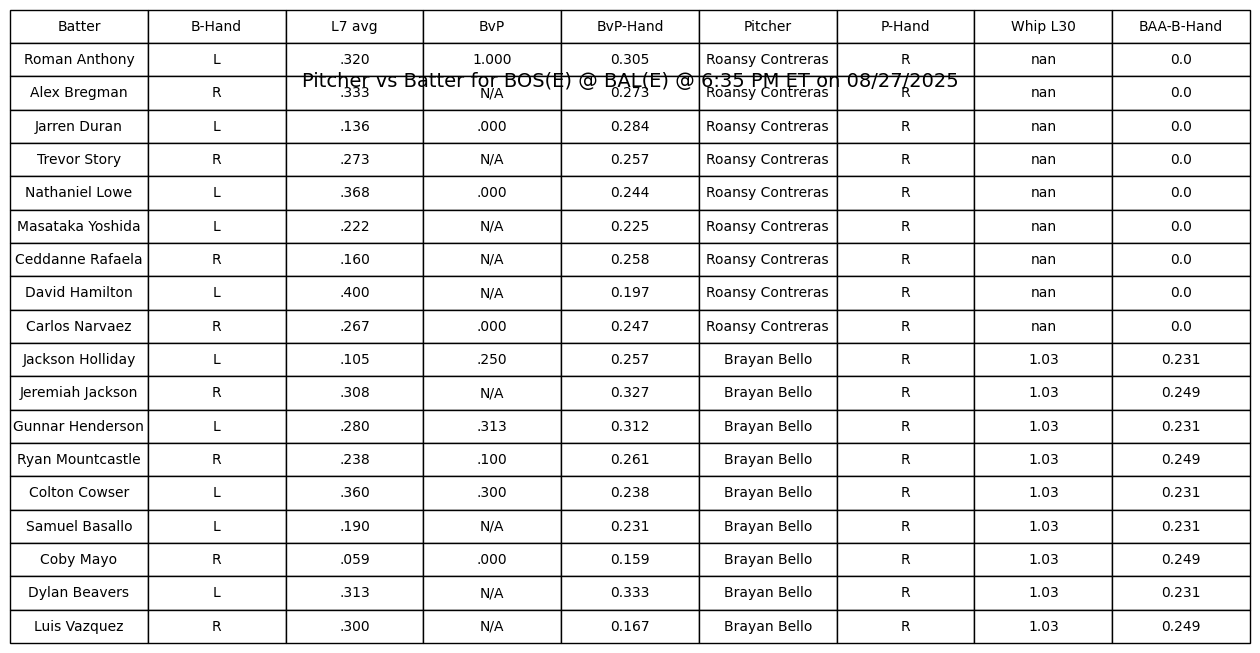 Batter B-Hand L7 avg BvP BvP-Hand Pitcher P-Hand Whip L30 BAA-B-Hand
Roman Anthony L .320 1.000 0.305 Roansy Contreras R nan 0.0
Pitcher vs Batter for BOS(E) @ BAL(E) @ 6:35 PM ET on 08/27/2025
Alex Bregman R .333 N/A 0.273 Roansy Contreras R nan 0.0
Jarren Duran L .136 .000 0.284 Roansy Contreras R nan 0.0
Trevor Story R .273 N/A 0.257 Roansy Contreras R nan 0.0
Nathaniel Lowe L .368 .000 0.244 Roansy Contreras R nan 0.0
Masataka Yoshida L .222 N/A 0.225 Roansy Contreras R nan 0.0
Ceddanne Rafaela R .160 N/A 0.258 Roansy Contreras R nan 0.0
David Hamilton L .400 N/A 0.197 Roansy Contreras R nan 0.0
Carlos Narvaez R .267 .000 0.247 Roansy Contreras R nan 0.0
Jackson Holliday L .105 .250 0.257 Brayan Bello R 1.03 0.231
Jeremiah Jackson R .308 N/A 0.327 Brayan Bello R 1.03 0.249
Gunnar Henderson L .280 .313 0.312 Brayan Bello R 1.03 0.231
Ryan Mountcastle R .238 .100 0.261 Brayan Bello R 1.03 0.249
Colton Cowser L .360 .300 0.238 Brayan Bello R 1.03 0.231
Samuel Basallo L .190 N/A 0.231 Brayan Bello R 1.03 0.231
Coby Mayo R .059 .000 0.159 Brayan Bello R 1.03 0.249
Dylan Beavers L .313 N/A 0.333 Brayan Bello R 1.03 0.231
Luis Vazquez R .300 N/A 0.167 Brayan Bello R 1.03 0.249